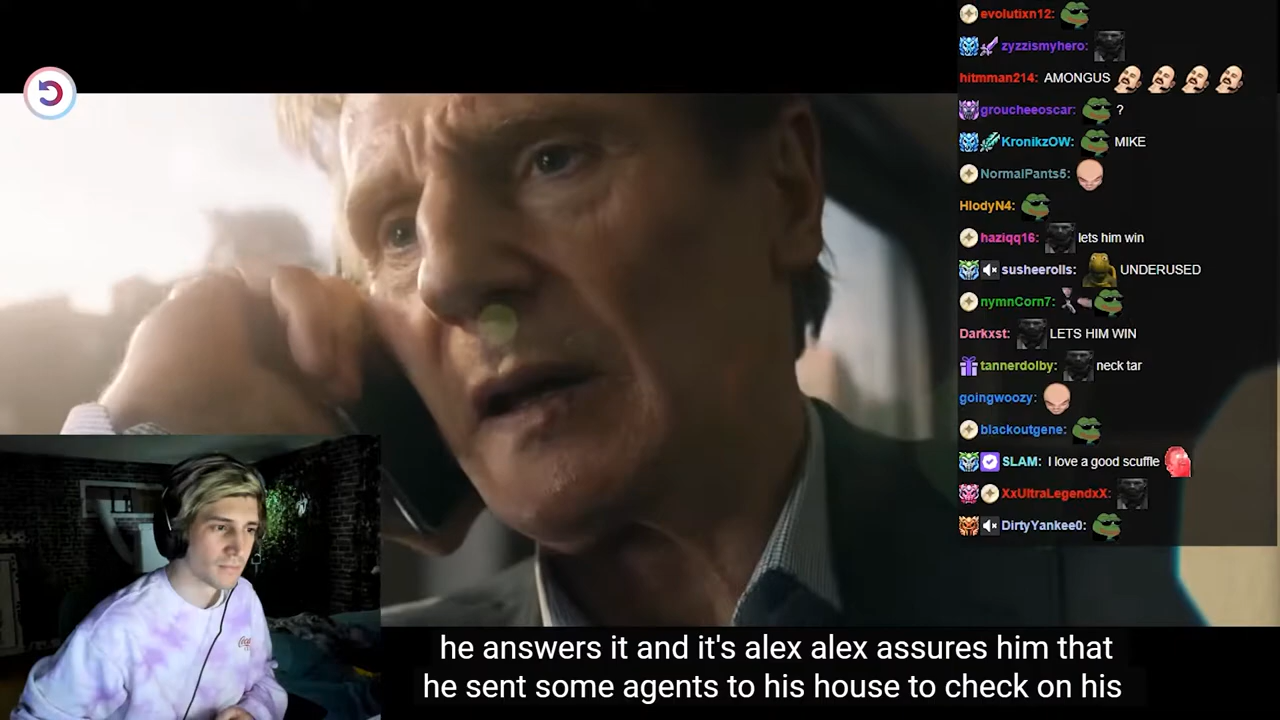 evolutixn12:
zyzzismyhero:
hitmman214: AMONGUS
groucheeoscar: ?
KronikzOW: MIKE
NormalPants5:
HlodyN4:
haziqq16: lets him win
susheerolls: UNDERUSED
nymnCorn7:
Darkxst: LETS HIM WIN
tannerdolby: neck tar
goingwoozy:
blackoutgene:
SLAM: I love a good scuffle
XxUltraLegendxX:
DirtyYankee0:
he answers it and it's alex alex assures him that
he sent some agents to his house to check on his